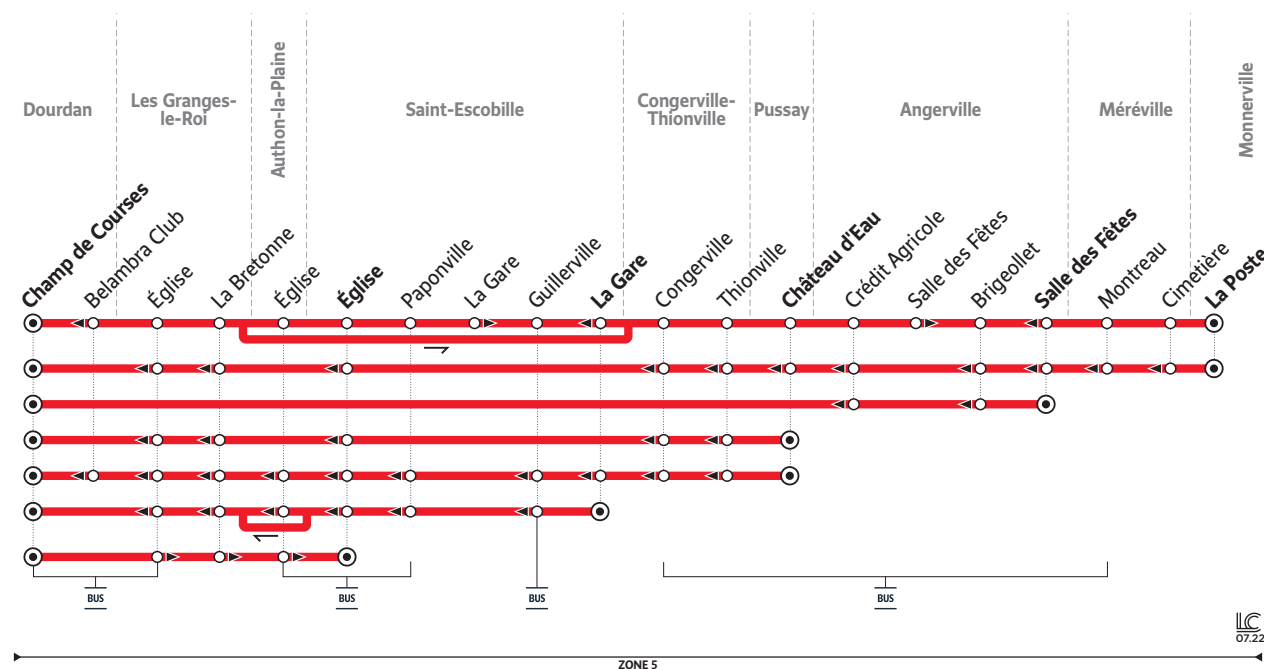 Dourdan
Les Granges-
le-Roi
Authon-la-Plaine
Saint-Escobille
Congerville-
Thionville
Pussay
Angerville
Méréville
Monnerville
Champ de Courses
Belambra Club
Église
La Bretonne
Église
Église
Paponville
La Gare
Guillerville
La Gare
Congerville
Thionville
Château d'Eau
Crédit Agricole
Salle des Fêtes
Brigeollet
Salle des Fêtes
Montreau
Cimetière
La Poste
BUS
BUS
BUS
BUS
LC
07.22
ZONE 5